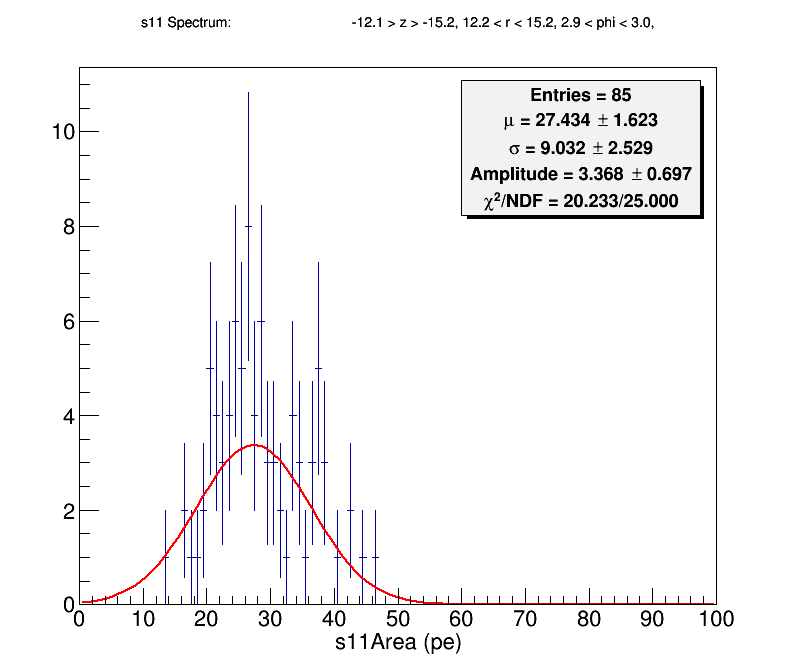 s11 Spectrum: -12.1 > z > -15.2, 12.2 < r < 15.2, 2.9 < phi < 3.0,
Entries = 85
μ = 27.434 ± 1.623
σ = 9.032 ± 2.529
Amplitude = 3.368 ± 0.697
χ²/NDF = 20.233/25.000
10
8
6
4
2
0
0 10 20 30 40 50 60 70 80 90 100
s11Area (pe)